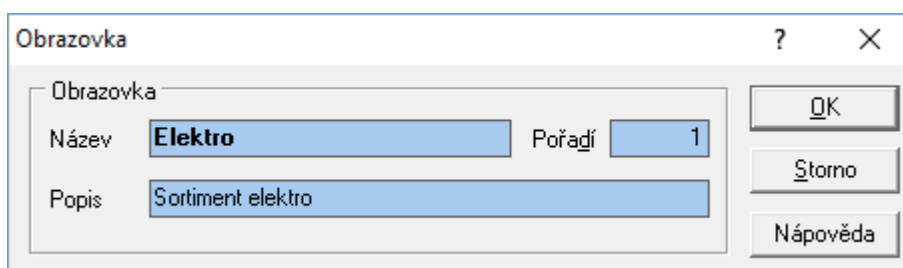 Obrazovka ? ×
Obrazovka
OK
Název Elektro Pořadí 1
Storno
Popis Sortiment elektro
Nápověda